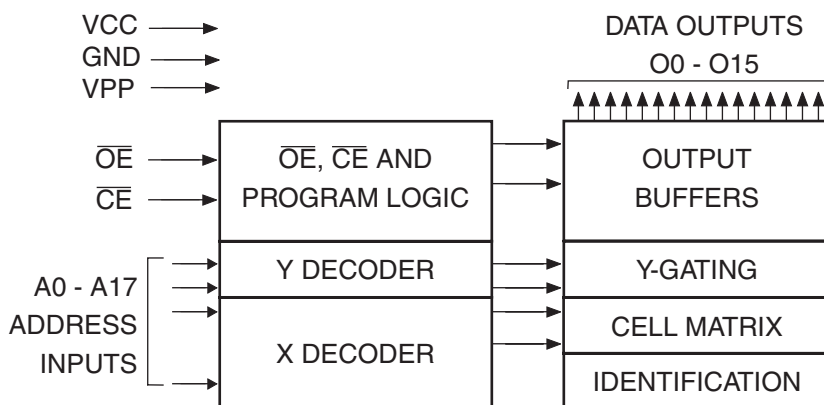 VCC
GND
VPP
DATA OUTPUTS
O0 - O15
OE
CE
OE, CE AND
PROGRAM LOGIC
OUTPUT
BUFFERS
A0 - A17
ADDRESS
INPUTS
Y DECODER
Y-GATING
X DECODER
CELL MATRIX
IDENTIFICATION